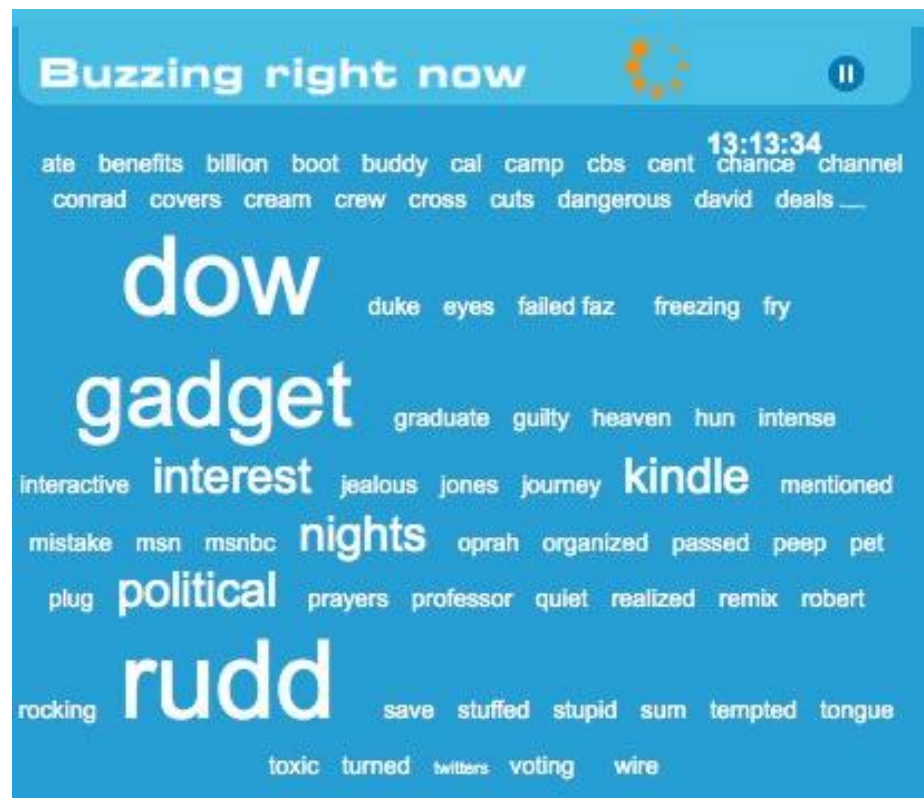 Buzzing right now
13:13:34
ate benefits billion boot buddy cal camp cbs cent chance channel
conrad covers cream crew cross cuts dangerous david deals
dow duke eyes failed faz freezing fry
gadget graduate guilty heaven hun intense
interactive interest jealous jones journey kindle mentioned
mistake msn msnbc nights oprah organized passed peep pet
plug political prayers professor quiet realized remix robert
rocking rudd save stuffed stupid sum tempted tongue
toxic turned twitters voting wire